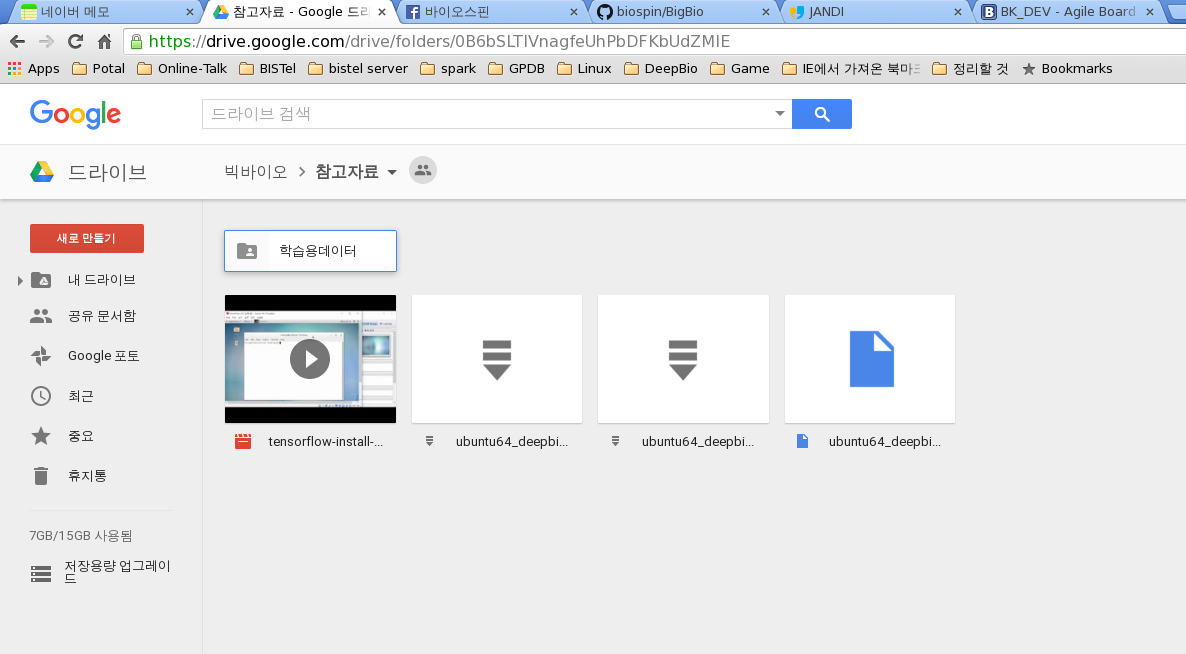 네이버 메모
참고자료 - Google 드라
바이오스핀
biospin/BigBio
JANDI
BK_DEV - Agile Board
https://drive.google.com/drive/folders/0B6bSLTlVnagfeUhPbDFKbUdZMlE
Apps Potal Online-Talk BISTel bistel server spark GPDB Linux DeepBio Game IE에서 가져온 북마크 정리할 것 Bookmarks
Google
드라이브 검색
드라이브
빅바이오 > 참고자료
새로 만들기
내 드라이브
공유 문서함
Google 포토
최근
중요
휴지통
7GB/15GB 사용됨
저장용량 업그레이
드
학습용데이터
tensorflow-install-...
ubuntu64_deepbi...
ubuntu64_deepbi...
ubuntu64_deepbi...